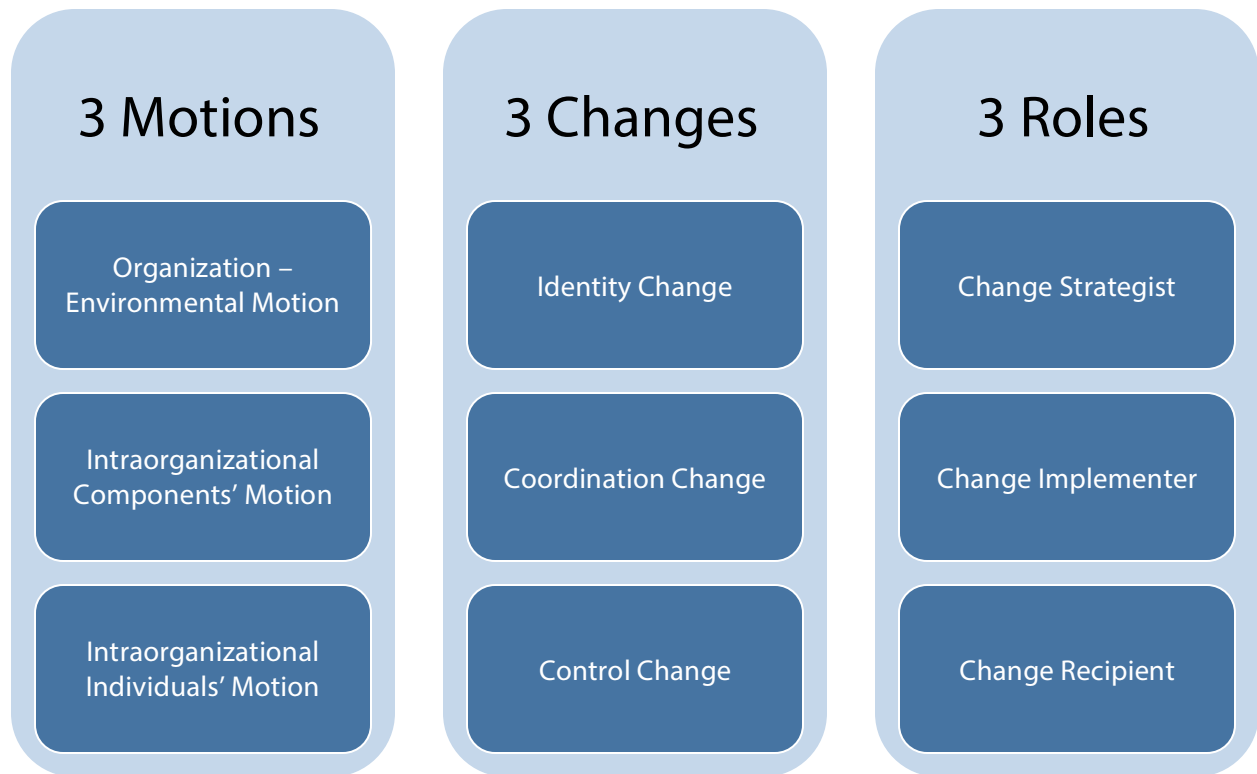 3 Motions
Organization –
Environmental Motion
Intraorganizational
Components’ Motion
Intraorganizational
Individuals’ Motion
3 Changes
Identity Change
Coordination Change
Control Change
3 Roles
Change Strategist
Change Implementer
Change Recipient